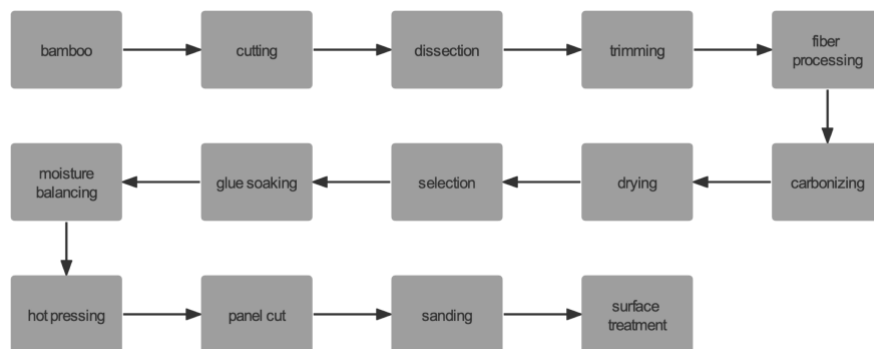 bamboo
cutting
dissection
trimming
fiber
processing
carbonizing
drying
selection
glue soaking
moisture
balancing
hot pressing
panel cut
sanding
surface
treatment